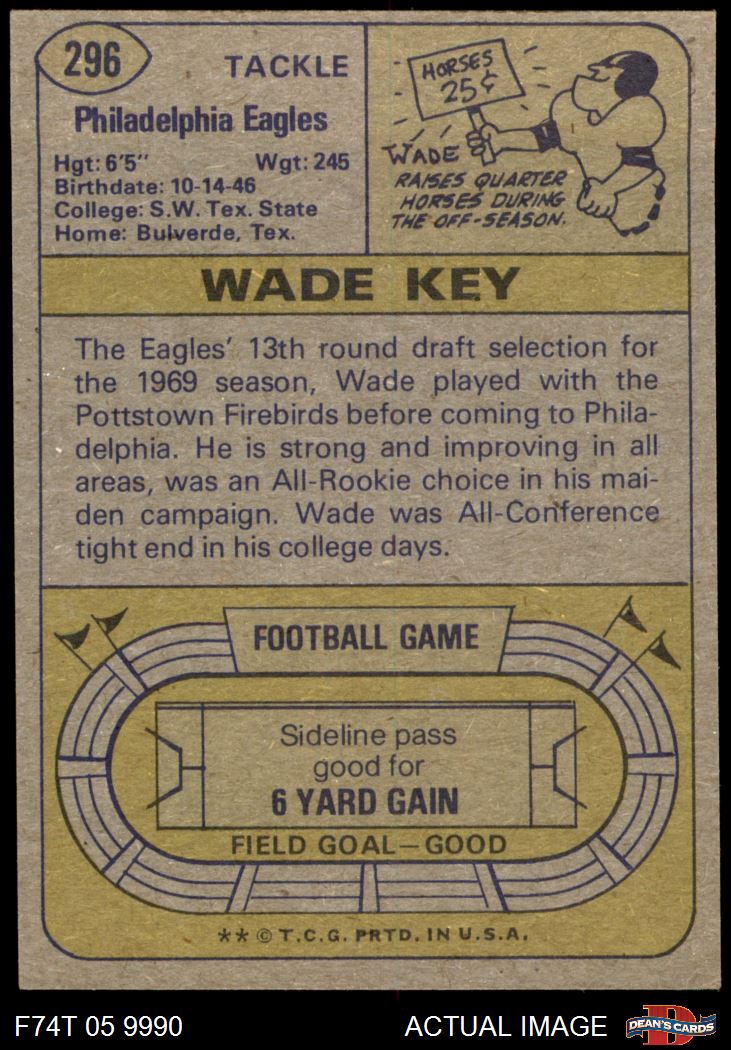 296
TACKLE
Philadelphia Eagles
Hgt: 6'5" Wgt: 245
Birthdate: 10-14-46
College: S.W. Tex. State
Home: Bulverde, Tex.
HORSES
25¢
WADE
RAISES QUARTER
HORSES DURING
THE OFF-SEASON.
WADE KEY
The Eagles' 13th round draft selection for
the 1969 season, Wade played with the
Pottstown Firebirds before coming to Phila-
delphia. He is strong and improving in all
areas, was an All-Rookie choice in his mai-
den campaign. Wade was All-Conference
tight end in his college days.
FOOTBALL GAME
Sideline pass
good for
6 YARD GAIN
FIELD GOAL—GOOD
** © T.C.G. PRTD. IN U.S.A.
F74T 05 9990 ACTUAL IMAGE
D
DEAN'S CARDS